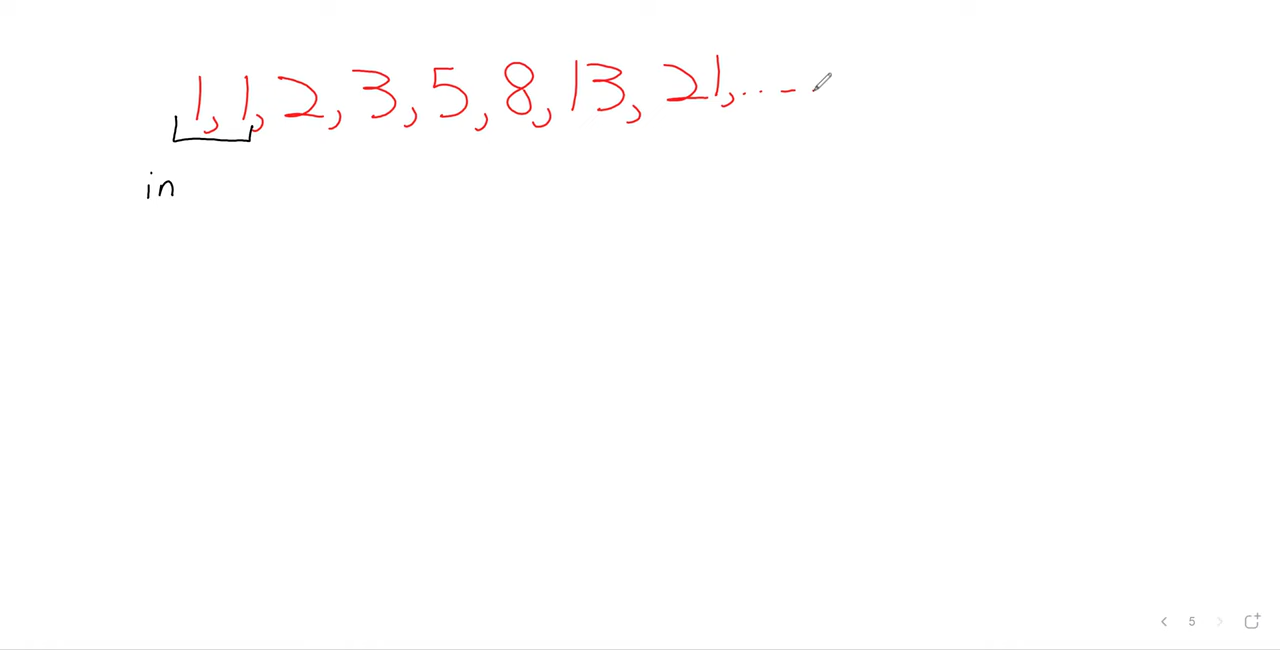 1, 1, 2, 3, 5, 8, 13, 21, ...
in
5